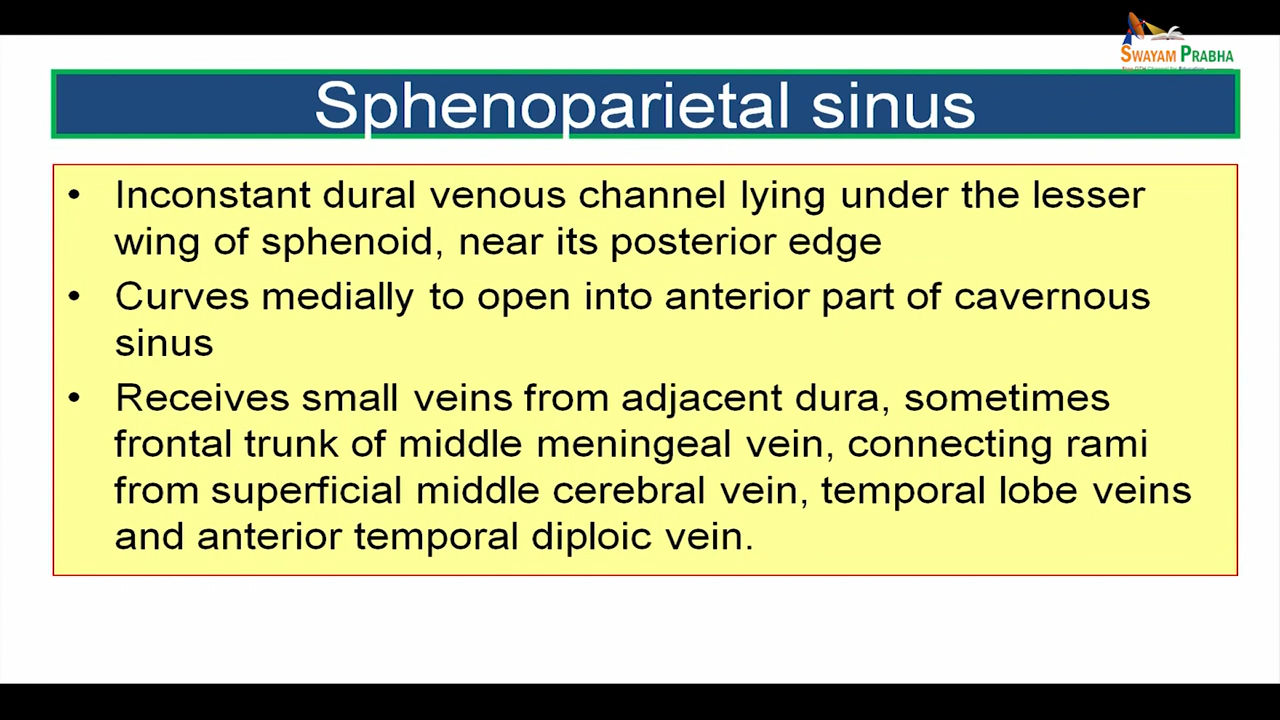 SWAYAM PRABHA
Sphenoparietal sinus
• Inconstant dural venous channel lying under the lesser
wing of sphenoid, near its posterior edge
• Curves medially to open into anterior part of cavernous
sinus
• Receives small veins from adjacent dura, sometimes
frontal trunk of middle meningeal vein, connecting rami
from superficial middle cerebral vein, temporal lobe veins
and anterior temporal diploic vein.